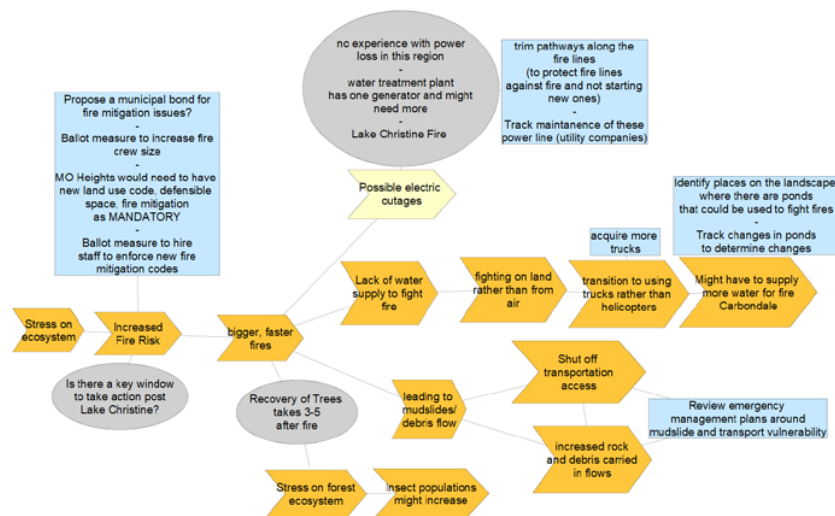 nc experience with power
loss in this region
-
water treatment plant
has one generator and might
need more
-
Lake Christine Fire
trim pathways along the
fire lines
(to protect fire lines
against fire and not starting
new ones)
-
Track maintanence of these
power line (utility companies)
Propose a municipal bond for
fire mitigation issues?
-
Ballot measure to increase fire
crew size
-
MO Heights would need to have
new land use code, defensible
space, fire mitigation
as MANDATORY
-
Ballot measure to hire
staff to enforce new fire
mitigation codes
Possible electric
outages
Identify places on the landscape
where there are ponds
that could be used to fight fires
-
Track changes in ponds
to determine changes
acquire more
trucks
Lack of water
supply to fight
fire
fighting on land
rather than from
air
transition to using
trucks rather than
helicopters
Might have to supply
more water for fire
Carbondale
Stress on
ecosystem
Increased
Fire Risk
bigger, faster
fires
Is there a key window
to take action post
Lake Christine?
Recovery of Trees
takes 3-5
after fire
leading to
mudslides/
debris flow
Shut off
transportation
access
increased rock
and debris carried
in flows
Review emergency
management plans around
mudslide and transport vulnerability
Stress on forest
ecosystem
Insect populations
might increase